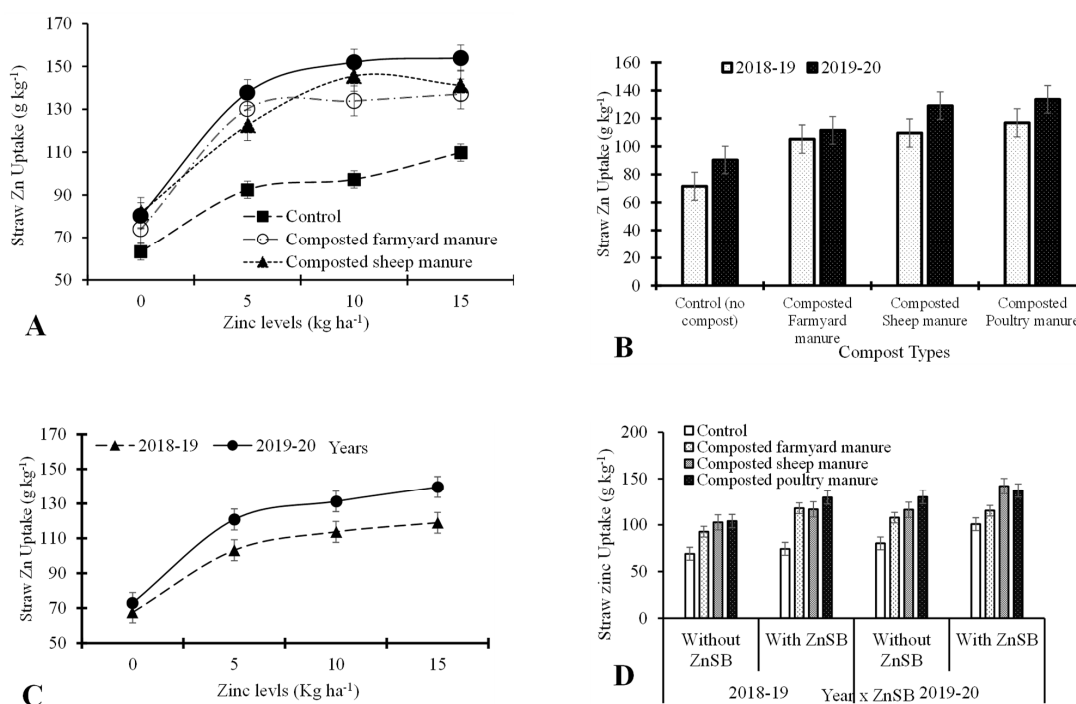 170
150
130
110
90
70
50
Straw Zn Uptake (g kg-1)
Control
Composted farmyard manure
Composted sheep manure
0 5 10 15
Zinc levels (kg ha-1)
A
160
140
120
100
80
60
40
20
0
Straw Zn Uptake (g kg-1)
2018-19 2019-20
Control (no compost)
Composted Farmyard manure
Composted Sheep manure
Composted Poultry manure
Compost Types
B
170
150
130
110
90
70
50
Straw Zn Uptake (g kg-1)
2018-19 2019-20 Years
0 5 10 15
Zinc levls (Kg ha-1)
C
200
150
100
50
0
Straw zinc Uptake (g kg-1)
Control
Composted farmyard manure
Composted sheep manure
Composted poultry manure
Without ZnSB
With ZnSB
Without ZnSB
With ZnSB
2018-19 Year x ZnSB 2019-20
D